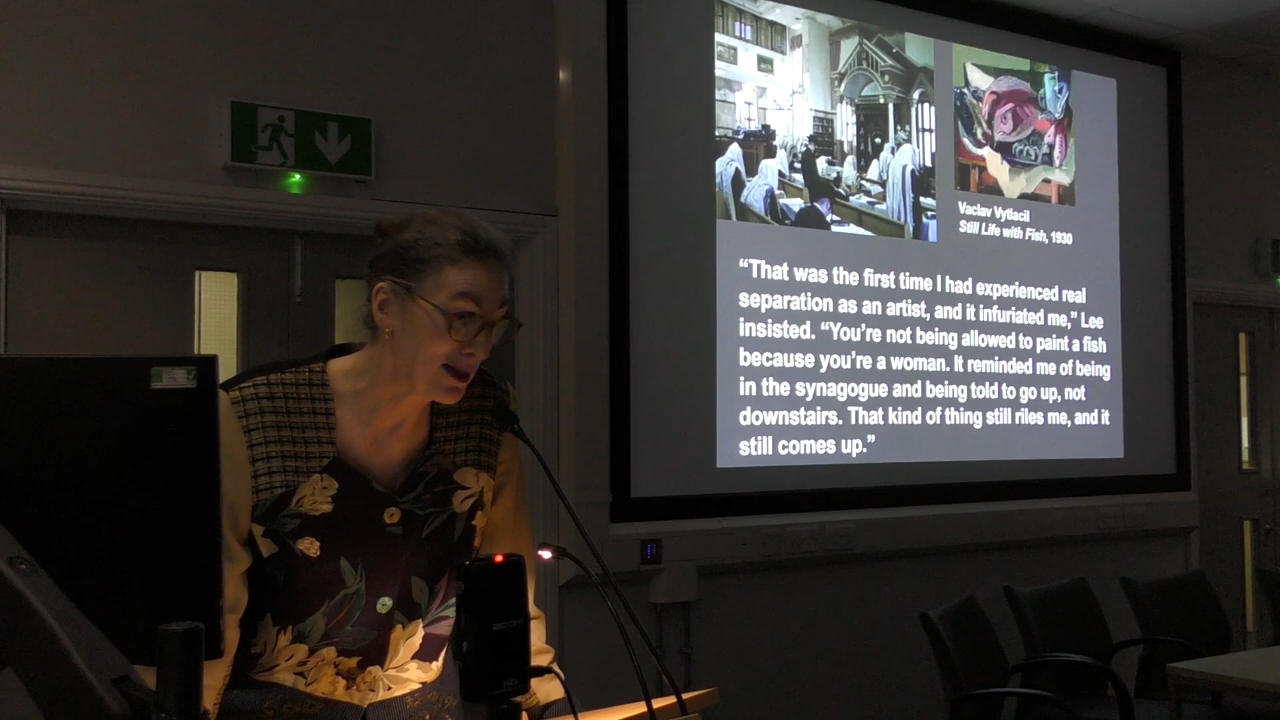 Vaclav Vytlacil
Still Life with Fish, 1930
“That was the first time I had experienced real
separation as an artist, and it infuriated me,” Lee
insisted. “You’re not being allowed to paint a fish
because you’re a woman. It reminded me of being
in the synagogue and being told to go up, not
downstairs. That kind of thing still riles me, and it
still comes up.”
zoom